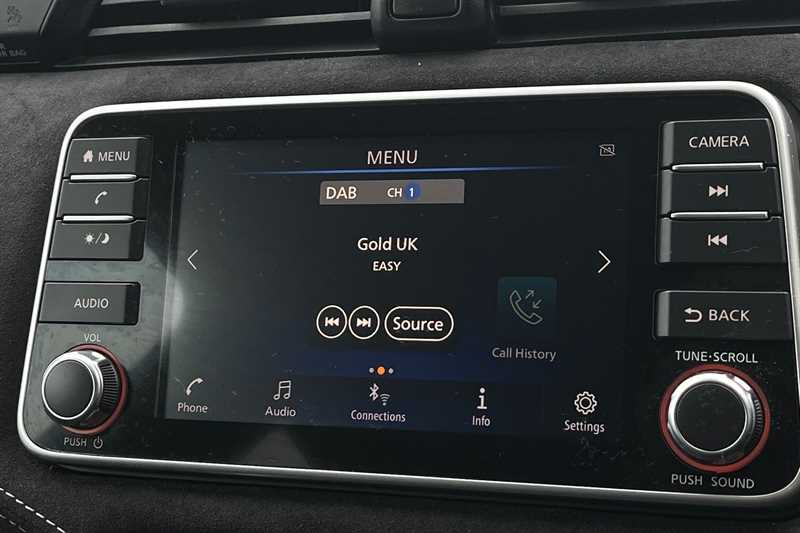 R BAG
MENU
AUDIO
VOL
PUSH
MENU
DAB CH 1
Gold UK
EASY
Source
Call History
Phone
Audio
Connections
Info
Settings
CAMERA
BACK
TUNE·SCROLL
PUSH SOUND